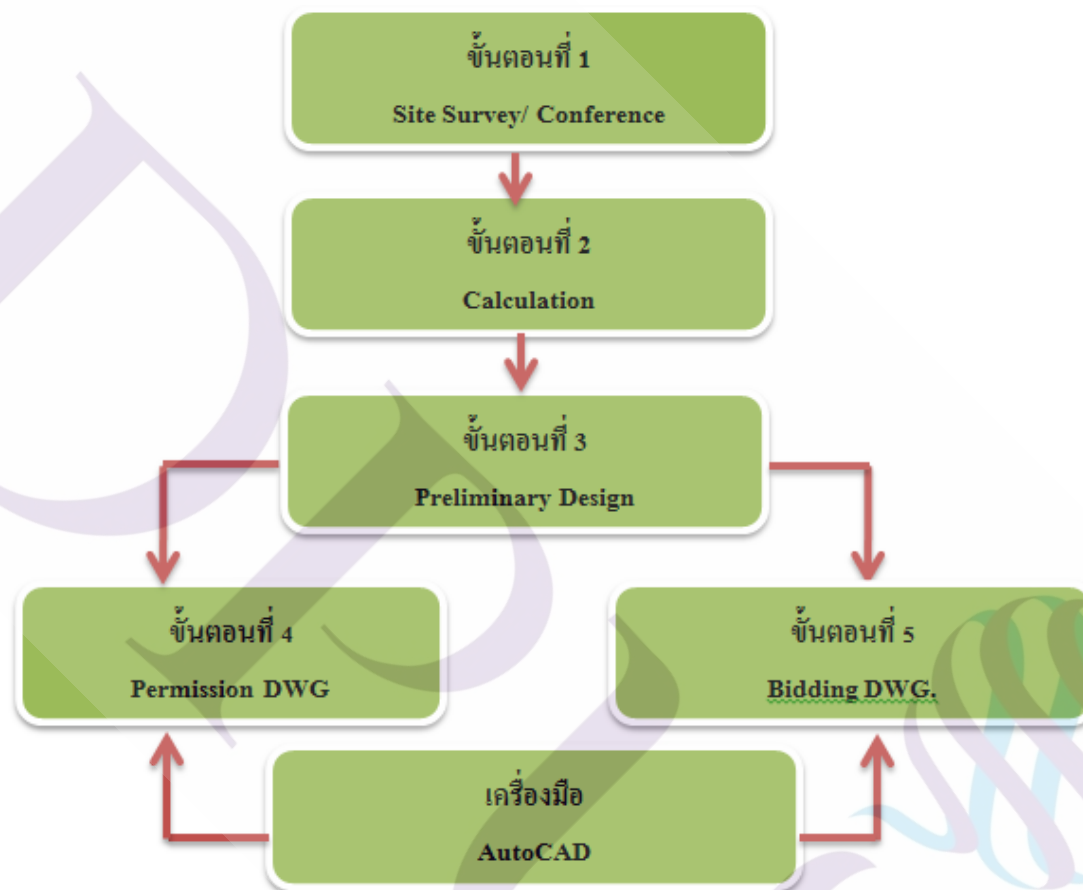 ขั้นตอนที่ 1
Site Survey/ Conference
ขั้นตอนที่ 2
Calculation
ขั้นตอนที่ 3
Preliminary Design
ขั้นตอนที่ 4
Permission DWG
ขั้นตอนที่ 5
Bidding DWG.
เครื่องมือ
AutoCAD